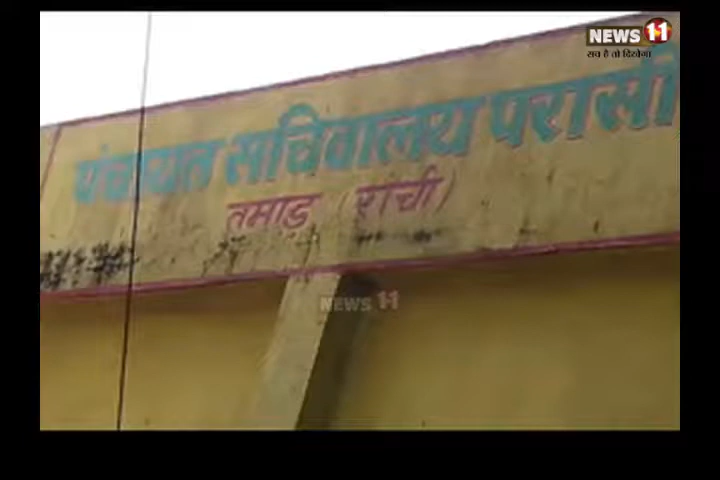 NEWS 11
सच है तो दिखेगा
पंचायत सचिवालय परासी
तमाड़ (रांची)
NEWS 11